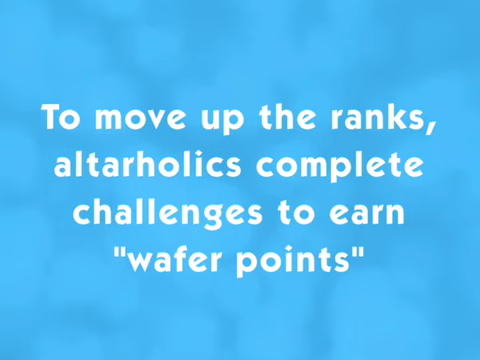 To move up the ranks,
altarholics complete
challenges to earn
"wafer points"